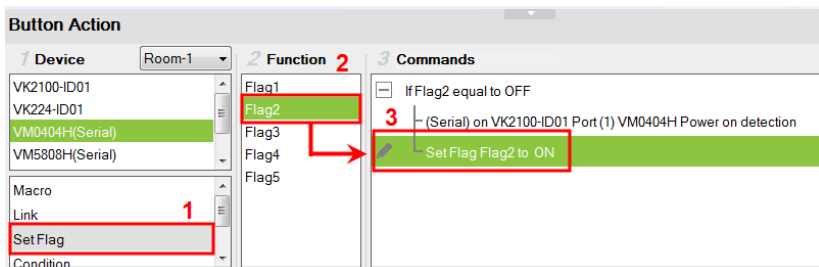 Button Action
1 Device
Room-1
2 Function
2
3 Commands
VK2100-ID01
VK224-ID01
VM0404H(Serial)
VM5808H(Serial)
Macro
Link
1
Set Flag
Condition
Flag1
Flag2
Flag3
Flag4
Flag5
If Flag2 equal to OFF
3
(Serial) on VK2100-ID01 Port (1) VM0404H Power on detection
Set Flag Flag2 to ON